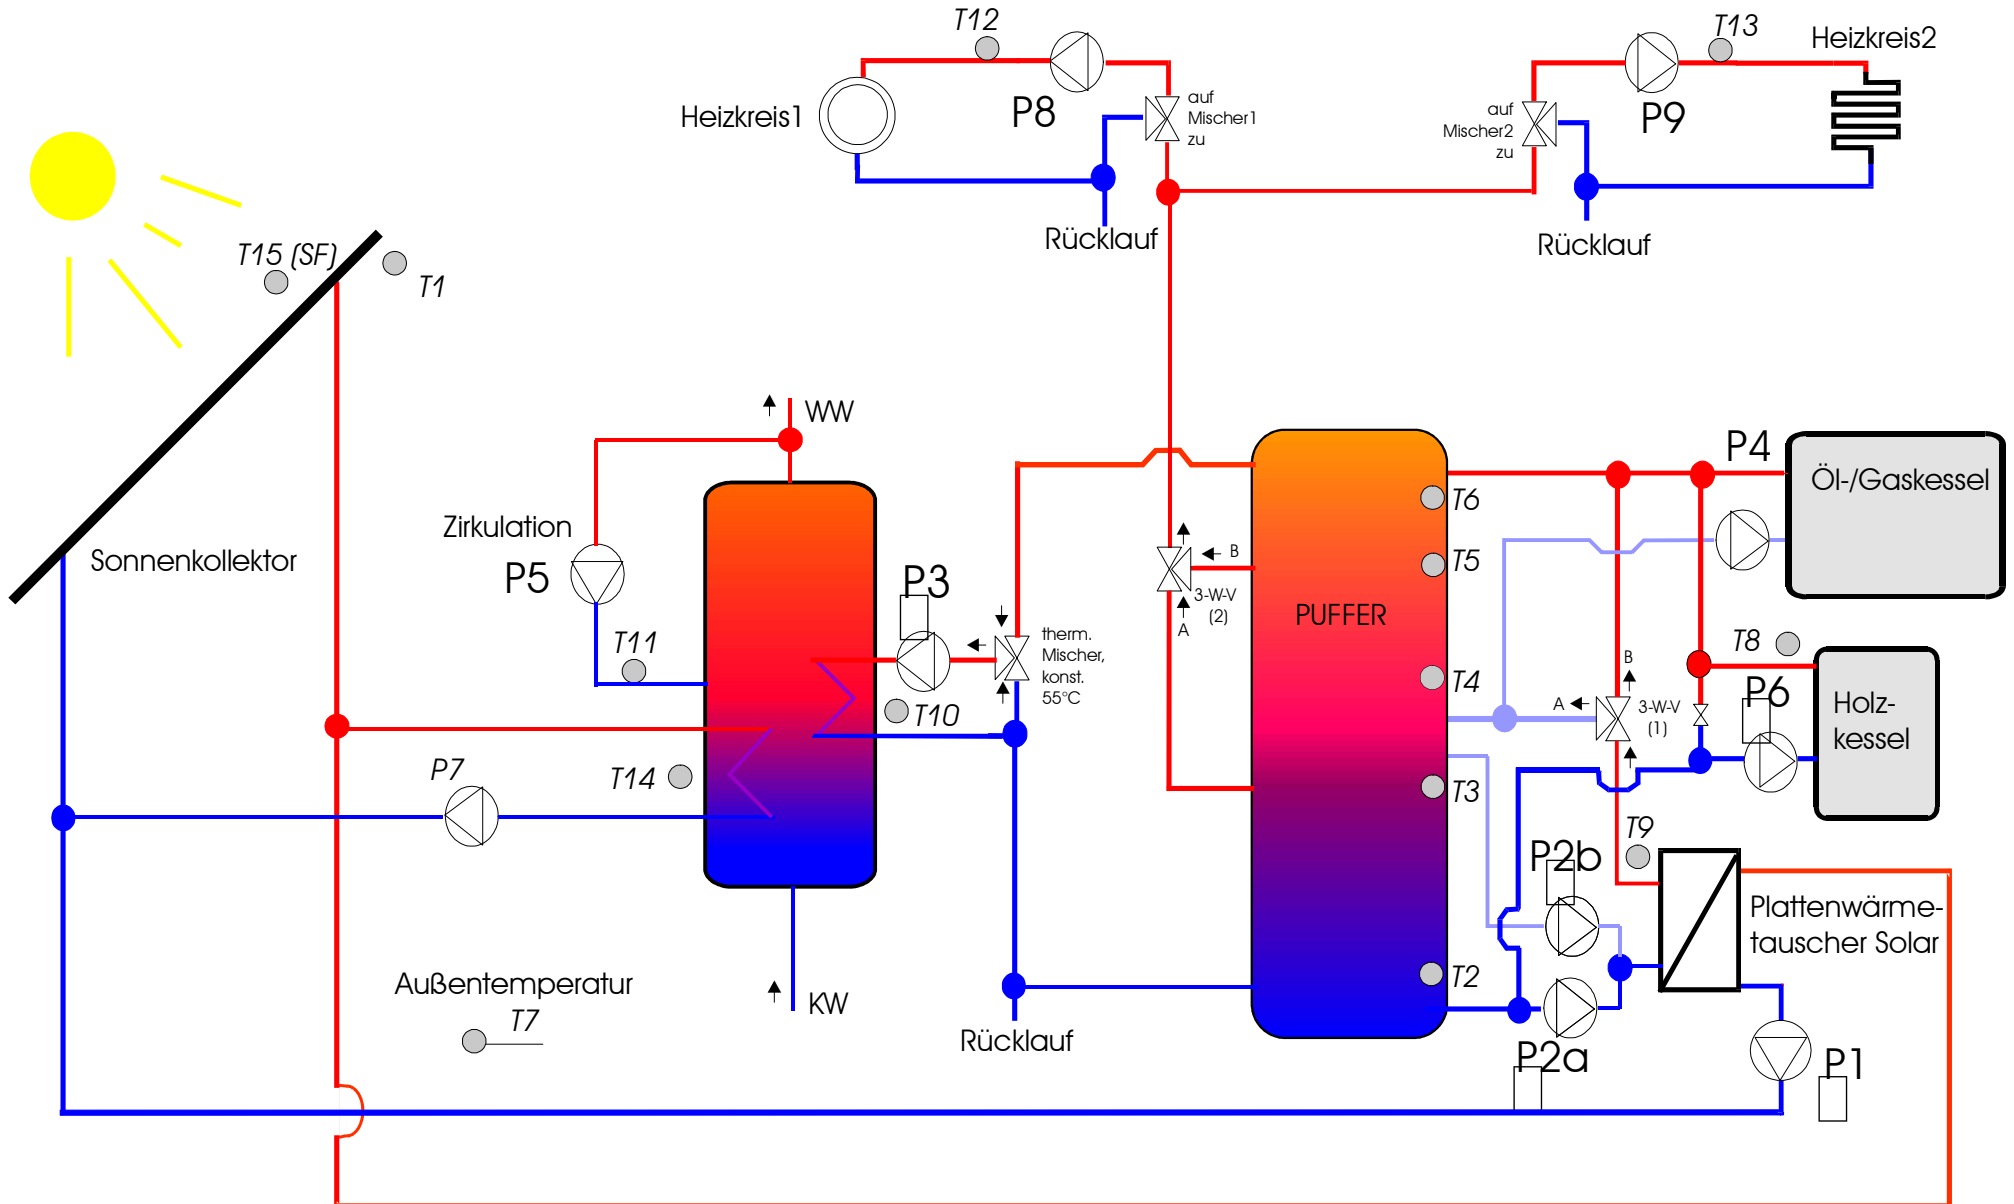 T12
T13
Heizkreis2
P8
Heizkreis1
auf
Mischer1
zu
auf
Mischer2
zu
P9
T15 (SF)
T1
Rücklauf
Rücklauf
WW
P4
Öl-/Gaskessel
T6
Zirkulation
Sonnenkollektor
P5
P3
B
T5
3-W-V
(2)
A
PUFFER
T11
therm.
Mischer,
konst.
55°C
T8
B
T4
P6
A
3-W-V
(1)
Holz-
kessel
T10
P7
T14
T3
T9
P2b
Plattenwärme-
tauscher Solar
Außentemperatur
T7
KW
T2
Rücklauf
P2a
P1